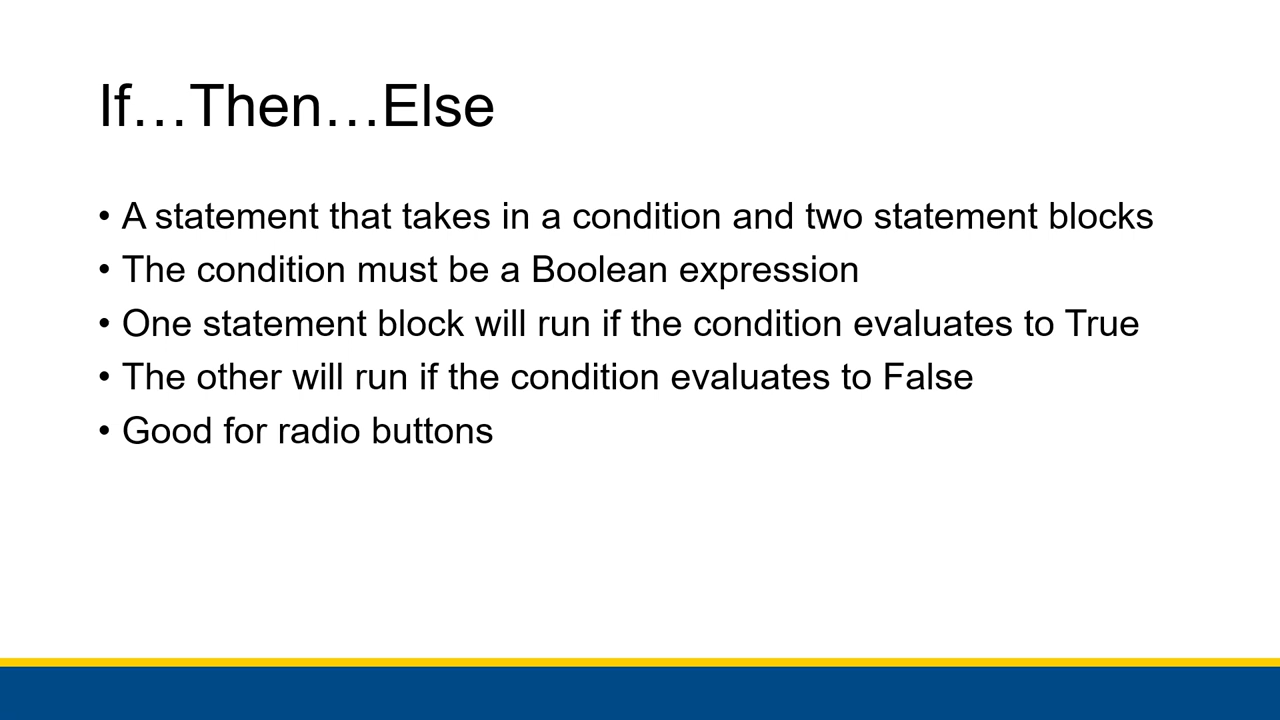 If…Then…Else
• A statement that takes in a condition and two statement blocks
• The condition must be a Boolean expression
• One statement block will run if the condition evaluates to True
• The other will run if the condition evaluates to False
• Good for radio buttons